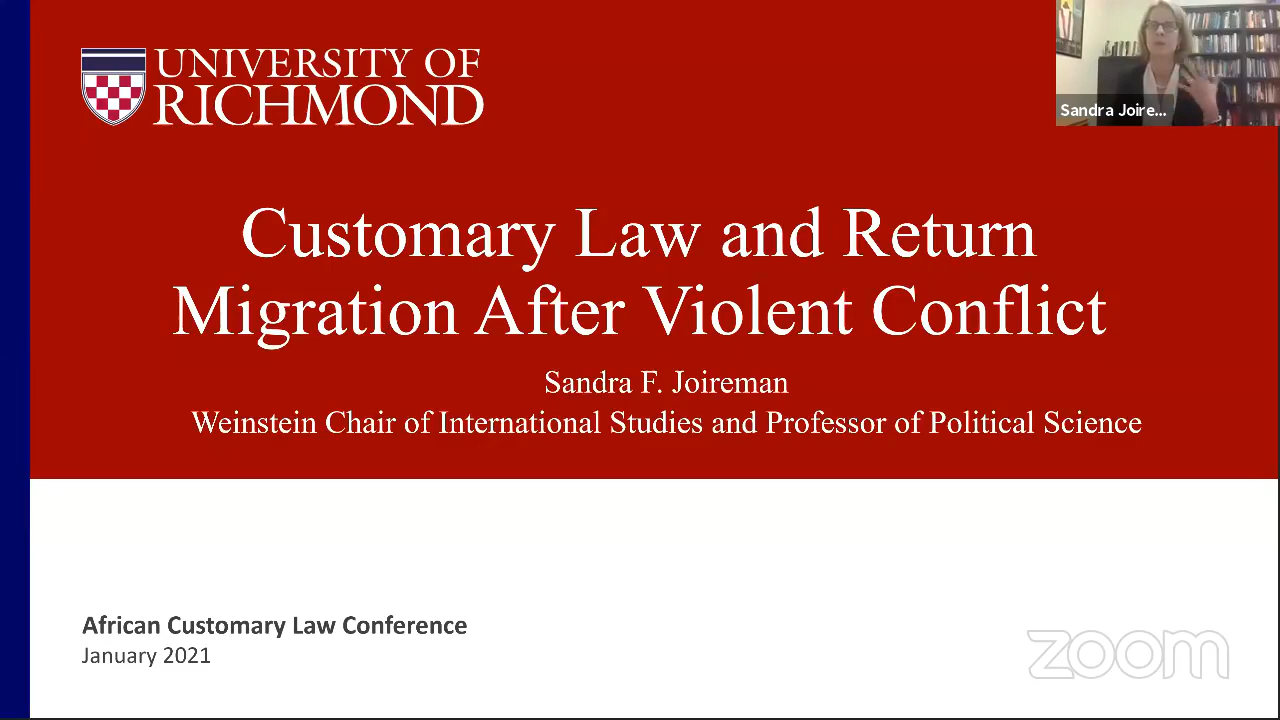 UNIVERSITY OF
RICHMOND
Sandra Joire...
Customary Law and Return
Migration After Violent Conflict
Sandra F. Joireman
Weinstein Chair of International Studies and Professor of Political Science
African Customary Law Conference
January 2021
zoom